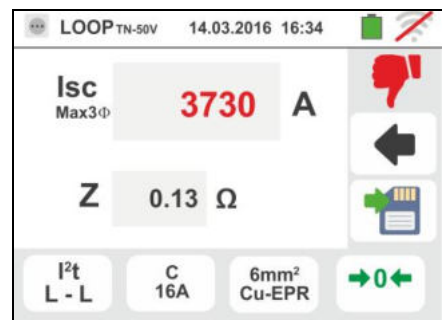 LOOP TN-50V 14.03.2016 16:34
Isc 3730 A
Max3Φ
Z 0.13 Ω
I²t C 6mm² →0←
L - L 16A Cu-EPR